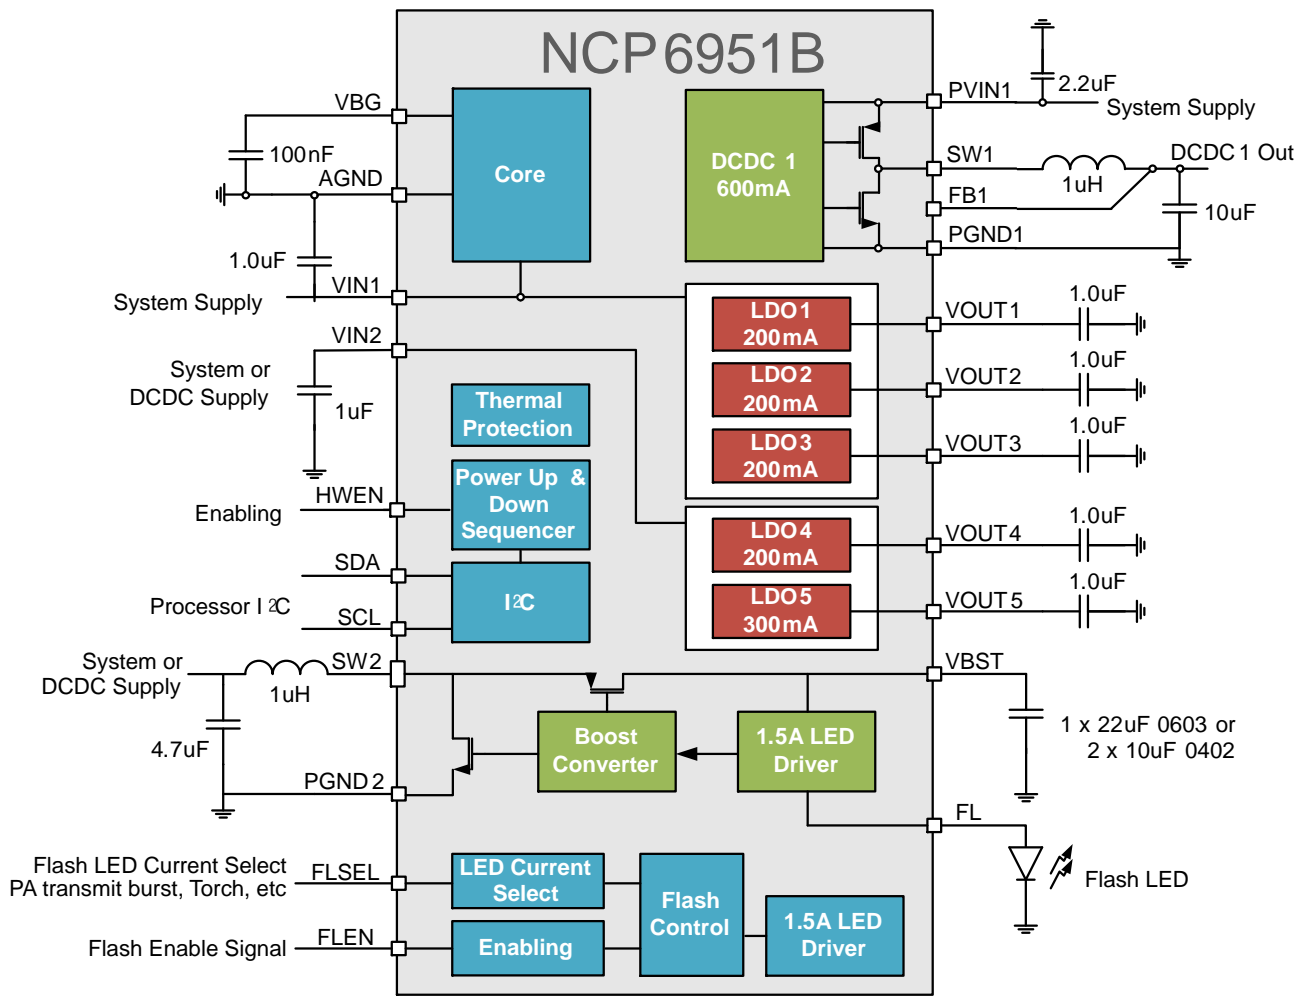 NCP6951B
VBG
100nF
AGND
1.0uF
VIN1
System Supply
VIN2
System or
DCDC Supply
1uF
HWEN
Enabling
SDA
Processor I2C
SCL
System or
DCDC Supply
SW2
1uH
4.7uF
PGND2
Flash LED Current Select
PA transmit burst, Torch, etc
FLSEL
Flash Enable Signal
FLEN
Core
Thermal
Protection
Power Up &
Down
Sequencer
I2C
DCDC 1
600mA
LDO1
200mA
LDO2
200mA
LDO3
200mA
LDO4
200mA
LDO5
300mA
Boost
Converter
1.5A LED
Driver
LED Current
Select
Enabling
Flash
Control
1.5A LED
Driver
PVIN1
2.2uF
System Supply
SW1
1uH
DCDC1 Out
FB1
10uF
PGND1
VOUT1
1.0uF
VOUT2
1.0uF
VOUT3
1.0uF
VOUT4
1.0uF
VOUT5
1.0uF
VBST
1 x 22uF 0603 or
2 x 10uF 0402
FL
Flash LED